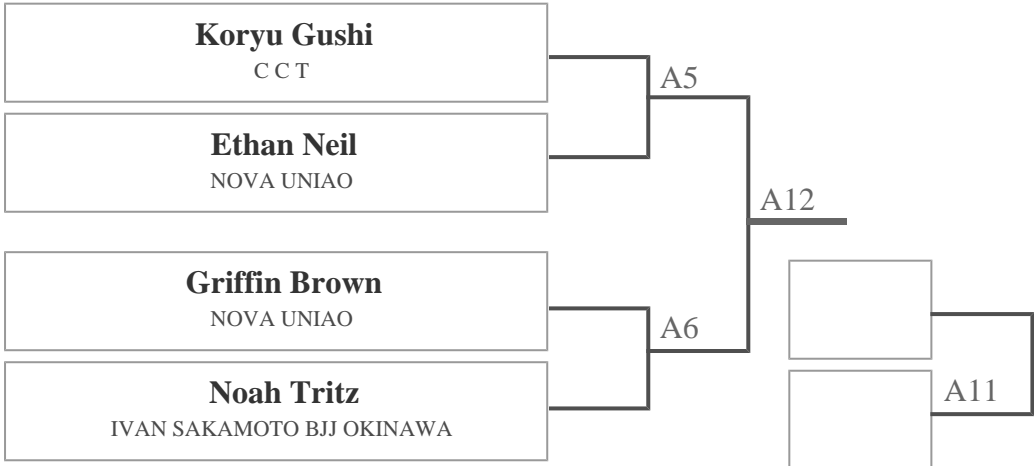 Koryu Gushi
C C T
A5
Ethan Neil
NOVA UNIAO
A12
Griffin Brown
NOVA UNIAO
A6
Noah Tritz
IVAN SAKAMOTO BJJ OKINAWA
A11